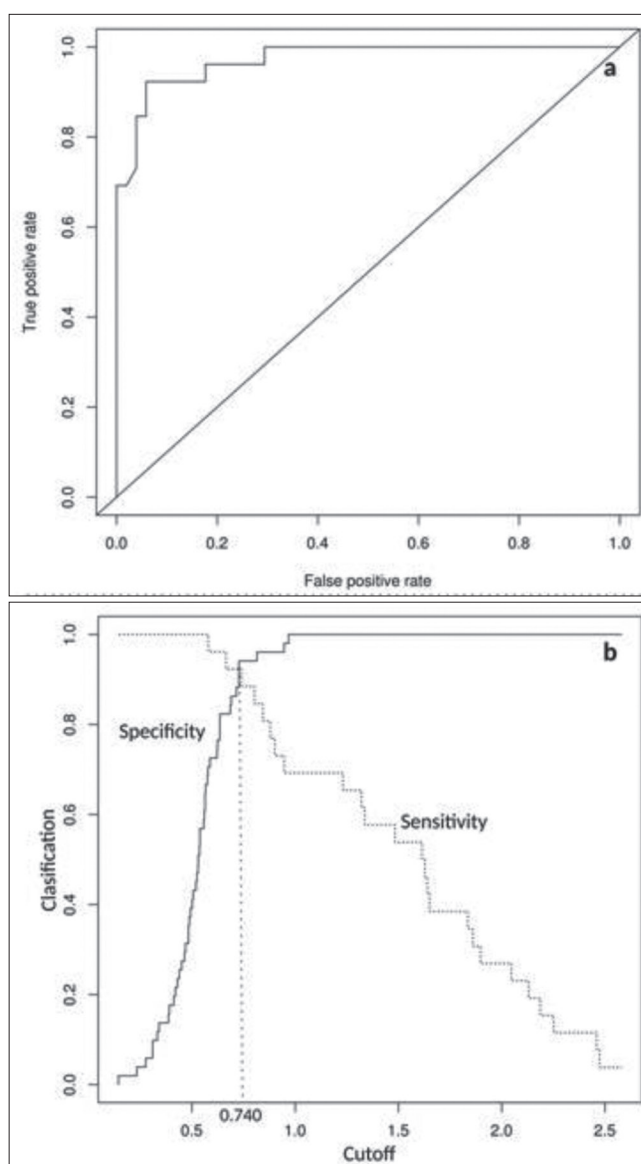 a
1.0
0.8
0.6
0.4
0.2
0.0
True positive rate
0.0 0.2 0.4 0.6 0.8 1.0
False positive rate
b
1.0
0.8
0.6
0.4
0.2
0.0
Clasification
Specificity
Sensitivity
0.740
0.5 1.0 1.5 2.0 2.5
Cutoff